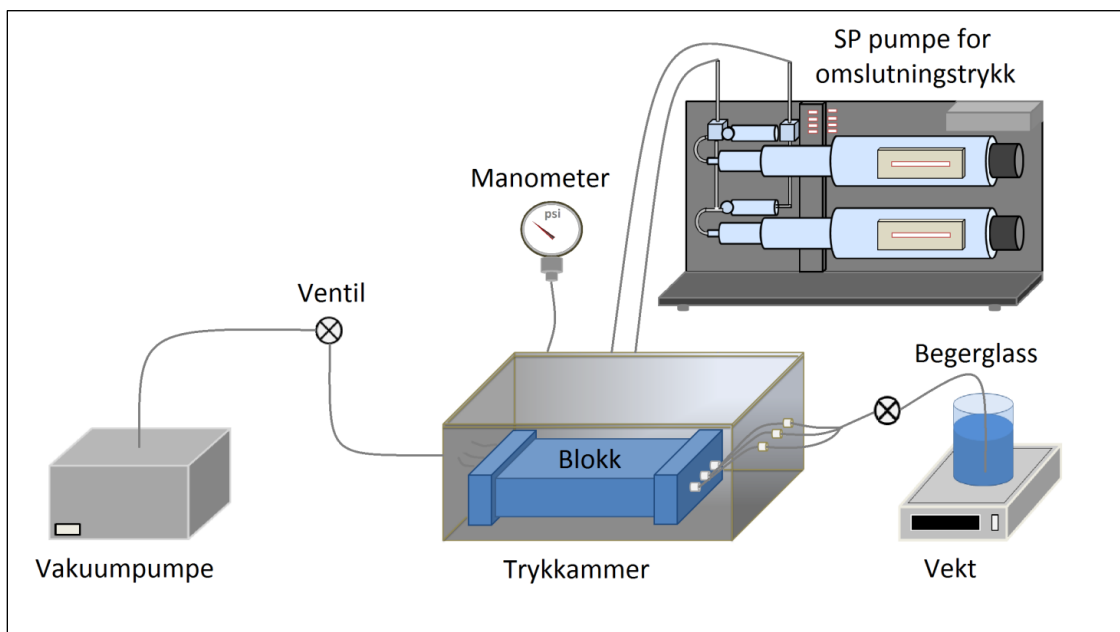 SP pumpe for
omslutningstrykk
Manometer
psi
Ventil
Begerglass
Blokk
Vakuumpumpe
Trykkammer
Vekt